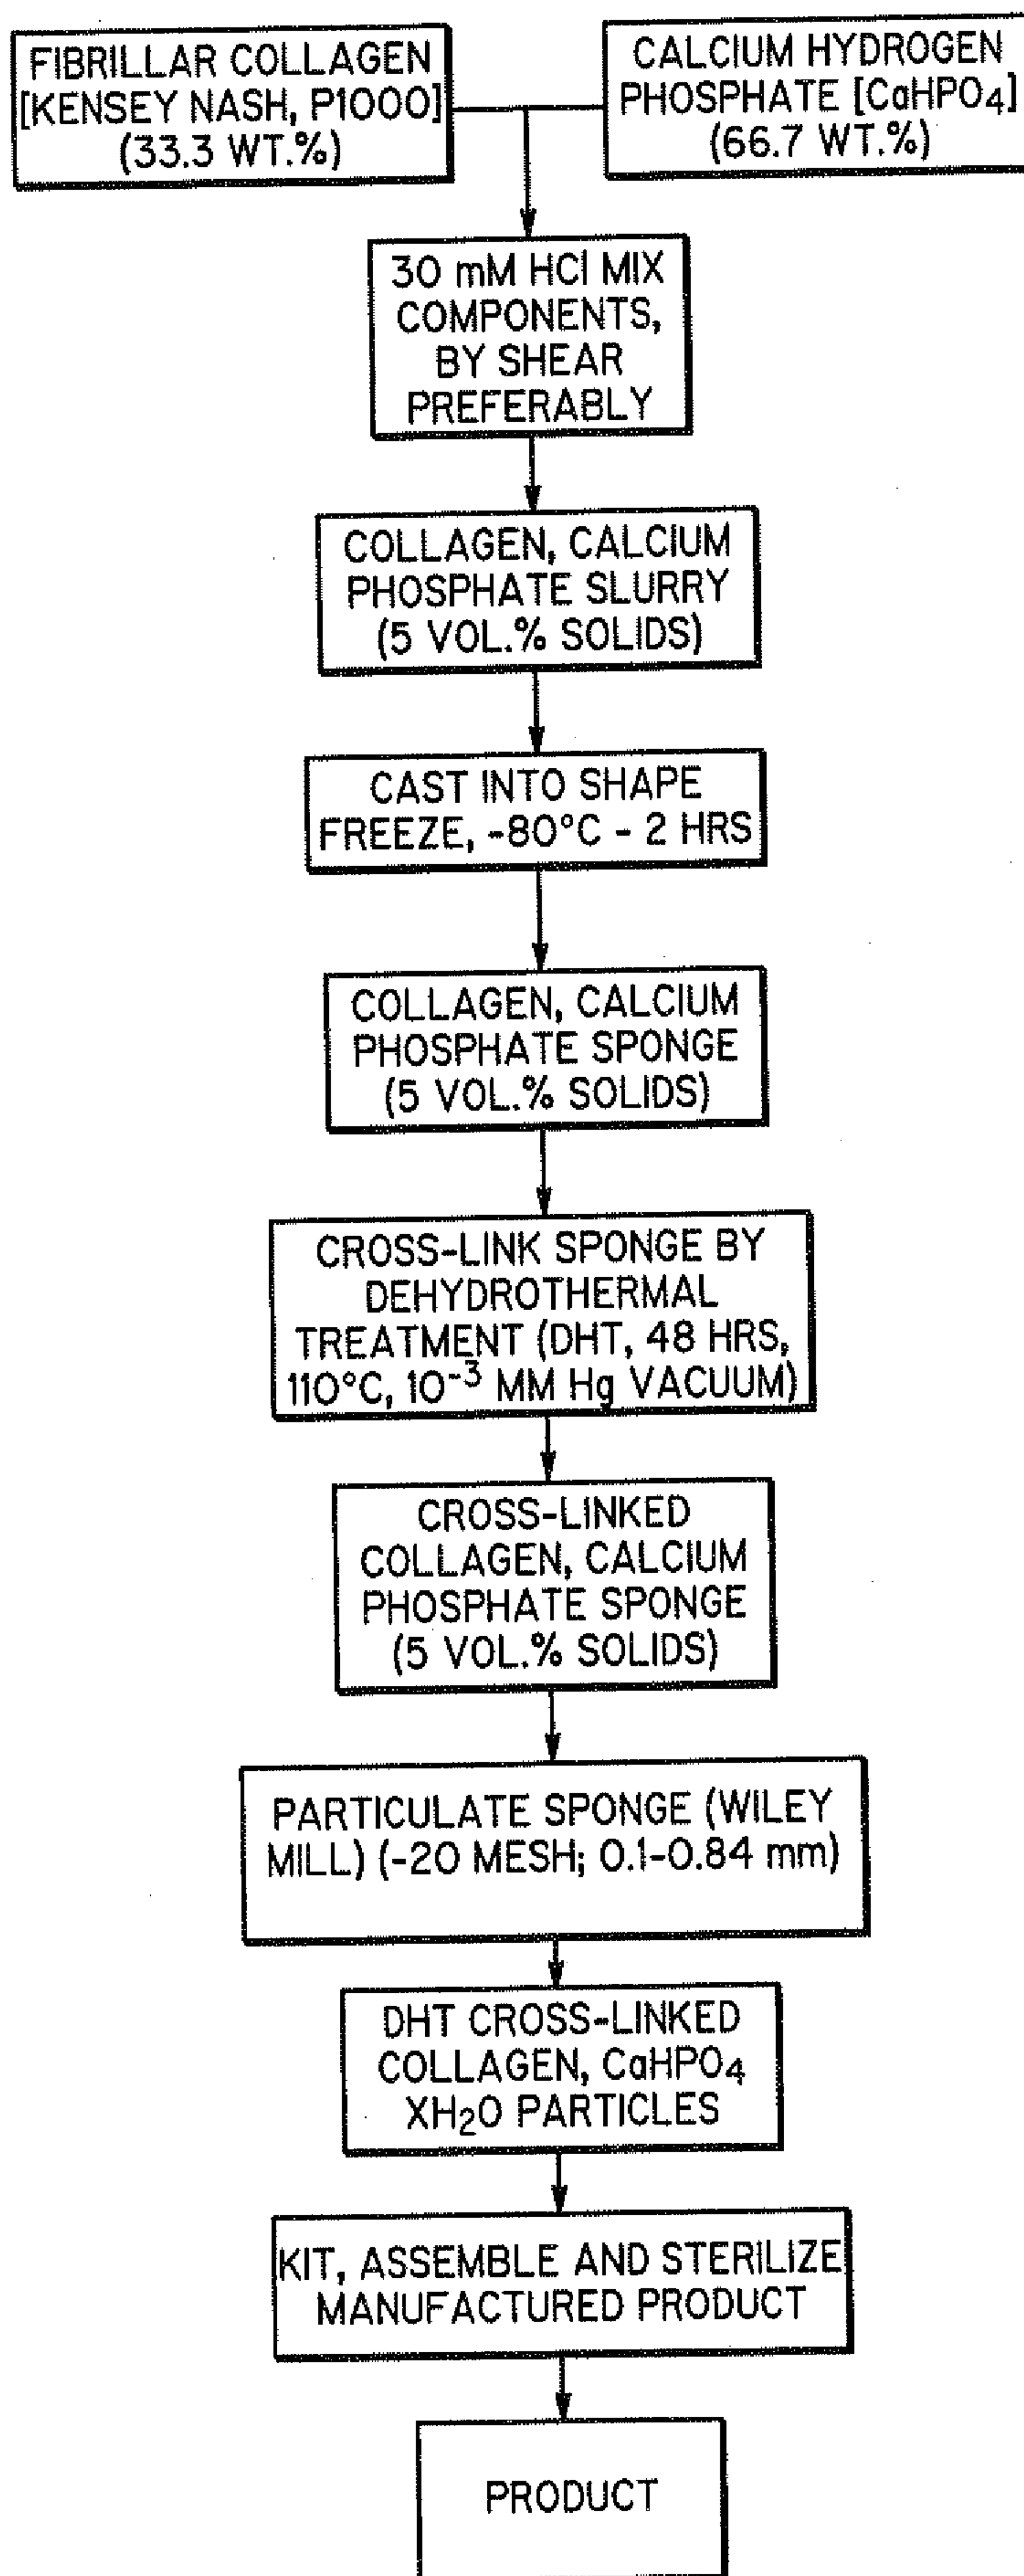 FIBRILLAR COLLAGEN
[KENSEY NASH, P1000]
(33.3 WT.%)
CALCIUM HYDROGEN
PHOSPHATE [CaHPO4]
(66.7 WT.%)
30 mM HCl MIX
COMPONENTS,
BY SHEAR
PREFERABLY
COLLAGEN, CALCIUM
PHOSPHATE SLURRY
(5 VOL.% SOLIDS)
CAST INTO SHAPE
FREEZE, -80°C - 2 HRS
COLLAGEN, CALCIUM
PHOSPHATE SPONGE
(5 VOL.% SOLIDS)
CROSS-LINK SPONGE BY
DEHYDROTHERMAL
TREATMENT (DHT, 48 HRS,
110°C, 10⁻³ MM Hg VACUUM)
CROSS-LINKED
COLLAGEN, CALCIUM
PHOSPHATE SPONGE
(5 VOL.% SOLIDS)
PARTICULATE SPONGE (WILEY
MILL) (-20 MESH; 0.1-0.84 mm)
DHT CROSS-LINKED
COLLAGEN, CaHPO4
XH2O PARTICLES
KIT, ASSEMBLE AND STERILIZE
MANUFACTURED PRODUCT
PRODUCT